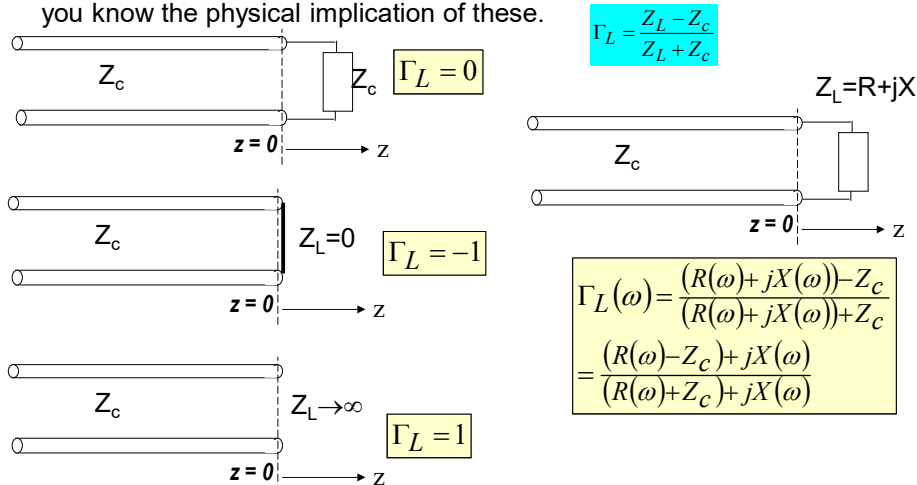 you know the physical implication of these.
Γ_L = (Z_L − Z_c) / (Z_L + Z_c)
Z_c
Z_c
Γ_L = 0
z = 0
z
Z_L=R+jX
Z_c
z = 0
z
Z_c
Z_L=0
Γ_L = −1
z = 0
z
Γ_L(ω) = ((R(ω)+jX(ω))−Z_c) / ((R(ω)+jX(ω))+Z_c)
= ((R(ω)−Z_c)+jX(ω)) / ((R(ω)+Z_c)+jX(ω))
Z_c
Z_L→∞
Γ_L = 1
z = 0
z